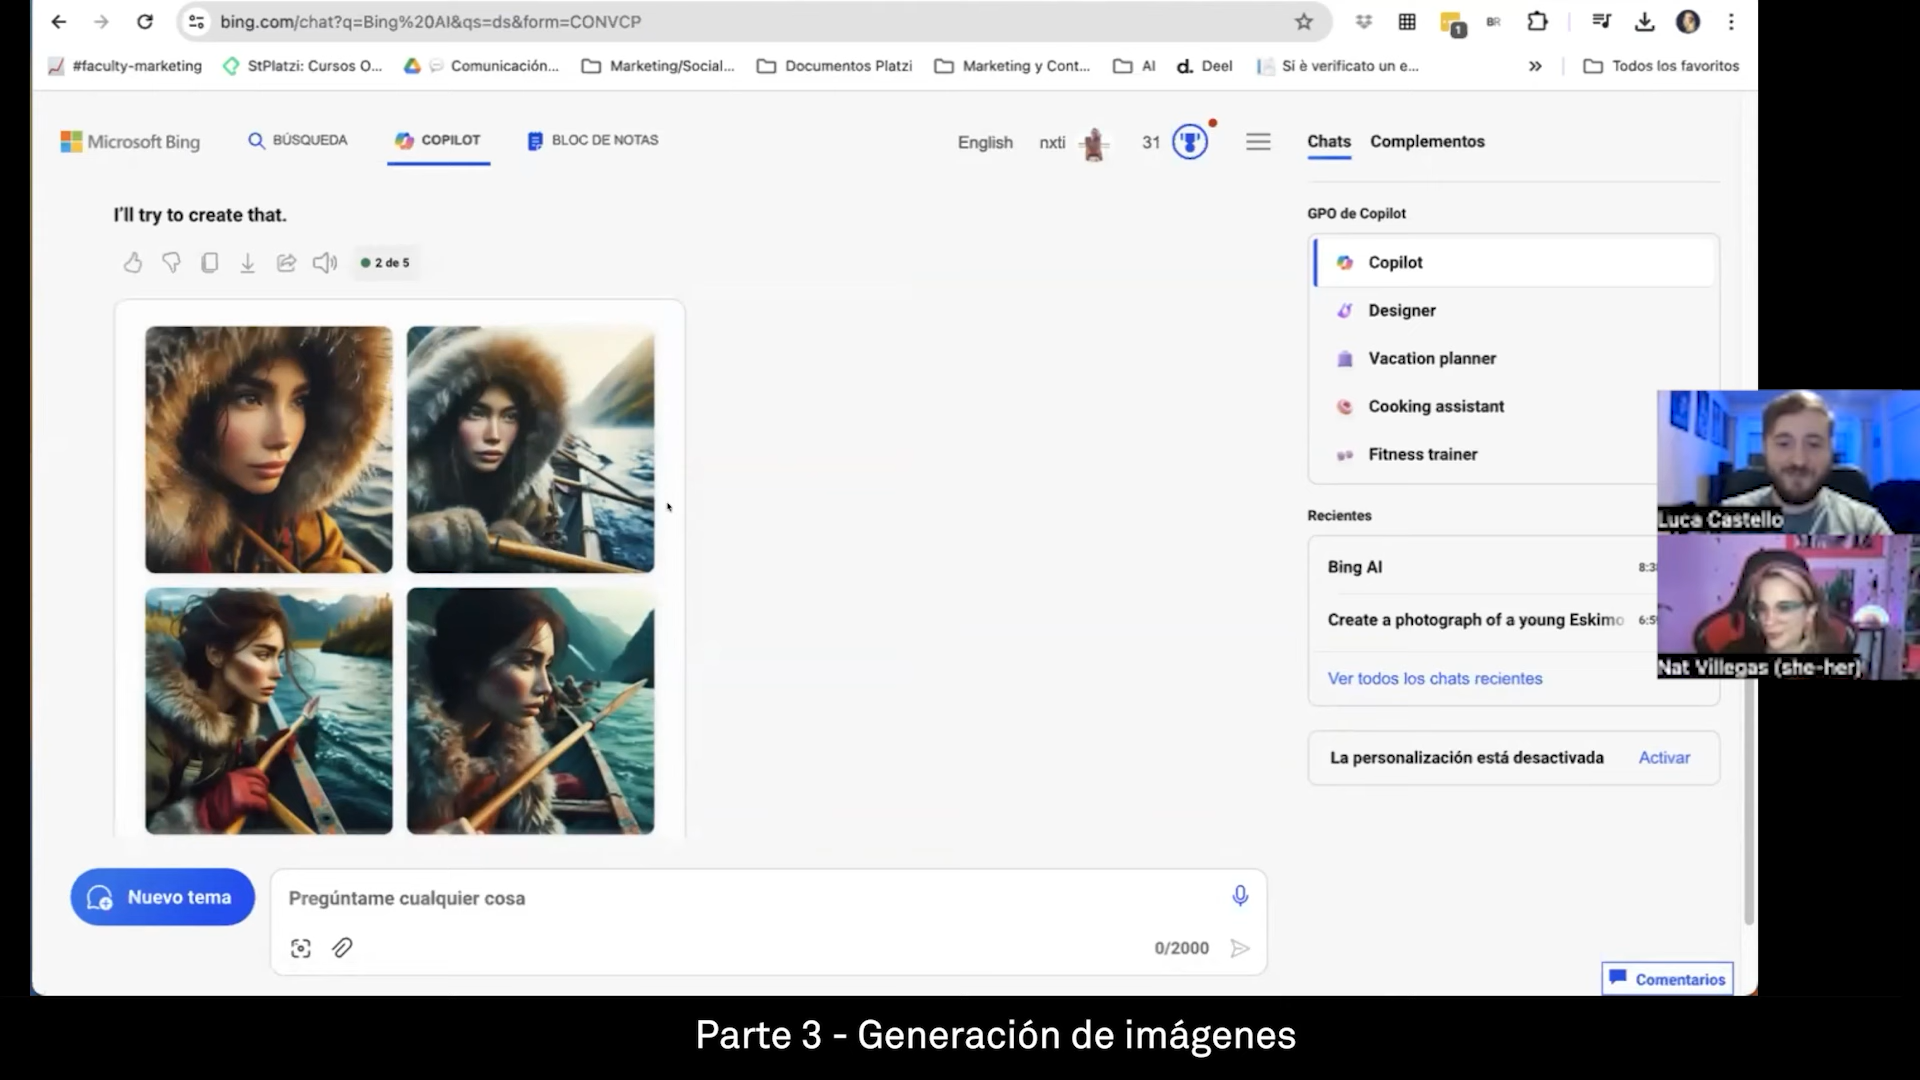 bing.com/chat?q=Bing%20AI&qs=ds&form=CONVCP
1
BR
#faculty-marketing
StPlatzi: Cursos O...
Comunicación...
Marketing/Social...
Documentos Platzi
Marketing y Cont...
AI
d. Deel
Si è verificato un e...
»
Todos los favoritos
Microsoft Bing
BÚSQUEDA
COPILOT
BLOC DE NOTAS
English
nxti
31
Chats
Complementos
I'll try to create that.
2 de 5
GPO de Copilot
Copilot
Designer
Vacation planner
Cooking assistant
Fitness trainer
Recientes
Bing AI
Create a photograph of a young Eskimo
Ver todos los chats recientes
La personalización está desactivada
Activar
Luca Castello
Nat Villegas (she-her)
Nuevo tema
Pregúntame cualquier cosa
0/2000
Comentarios
Parte 3 - Generación de imágenes